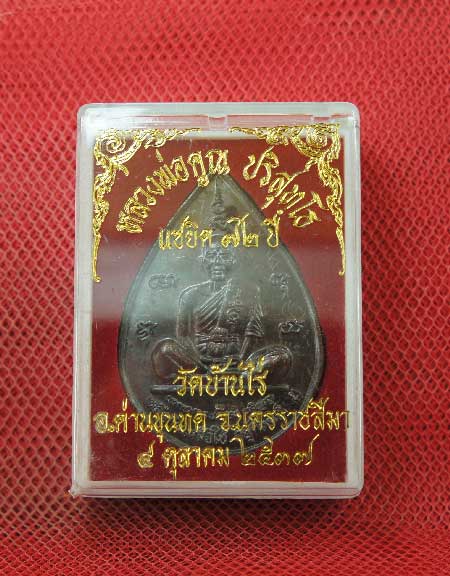 หลวงพ่อคูณ ปริสุทฺโธ
แซยิด ๗๒ ปี
วัดบ้านไร่
อ.ด่านขุนทด จ.นครราชสีมา
๔ ตุลาคม ๒๕๓๗